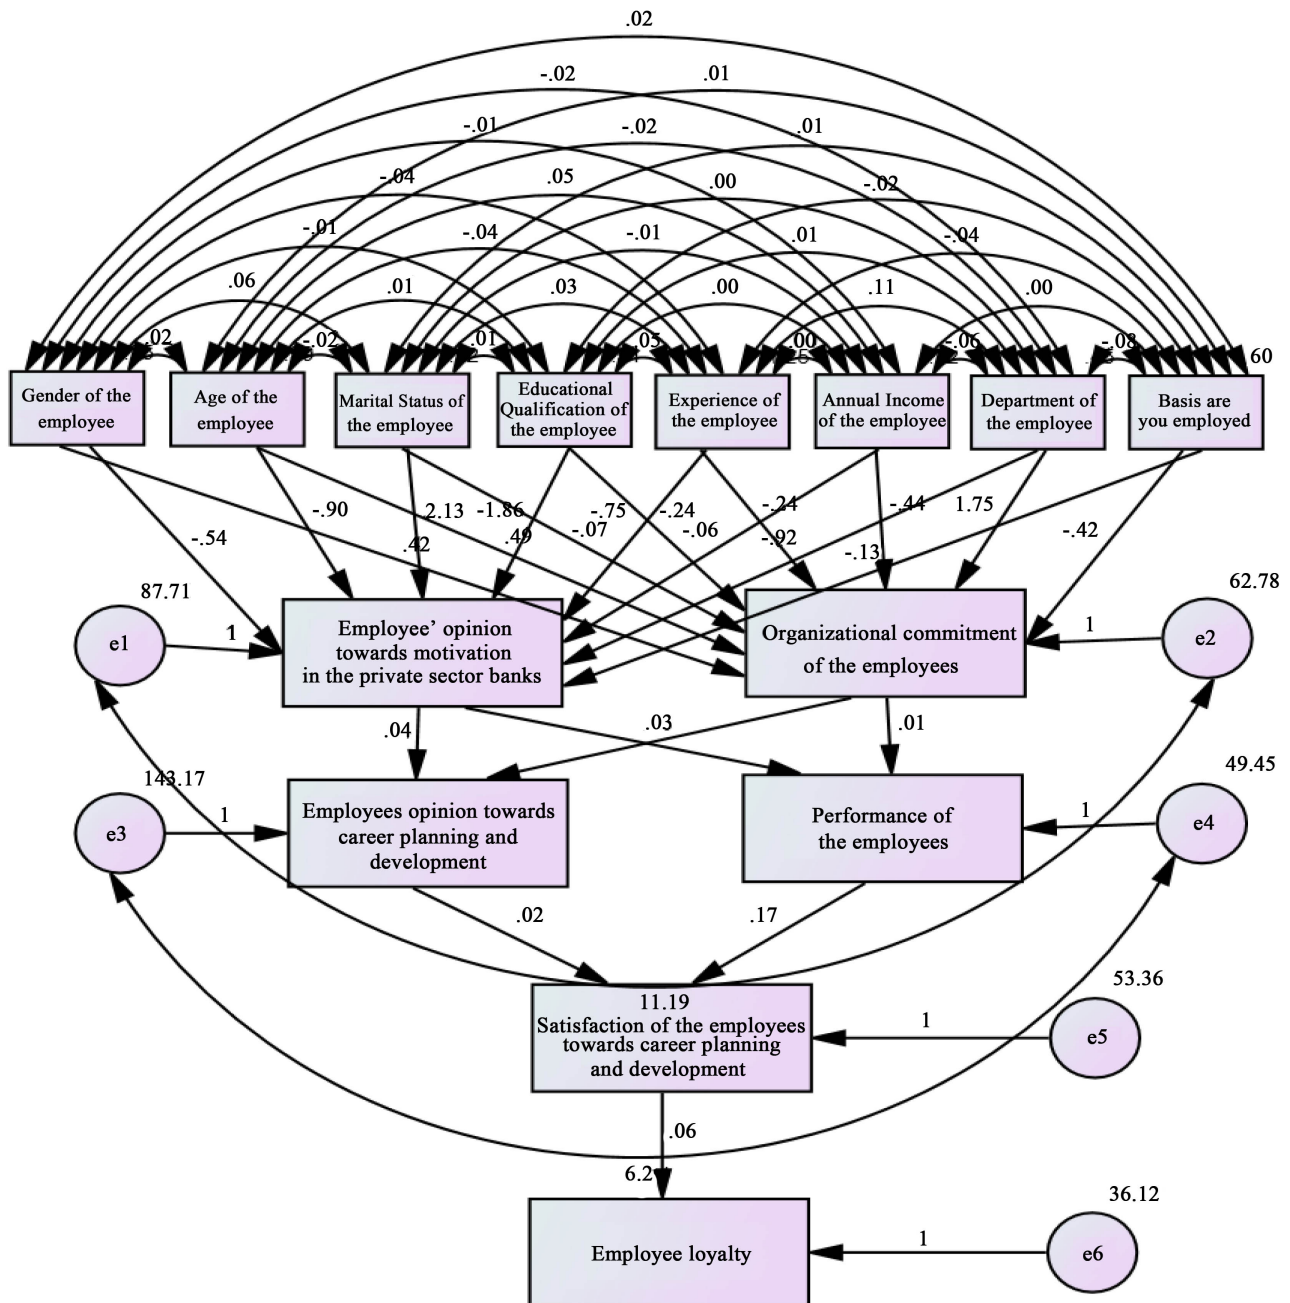 .02
-.02
.01
-.01
-.02
.01
-.04
.05
.00
-.02
-.01
-.04
-.01
.01
-.04
.06
.01
.03
.00
.11
.00
.02
-.02
.01
.05
.00
-.06
-.08
60
Gender of the
employee
Age of the
employee
Marital Status of
the employee
Educational
Qualification of
the employee
Experience of
the employee
Annual Income
of the employee
Department of
the employee
Basis are
you employed
-.54
-.90
.42
2.13
-1.86
.49
-.07
-.75
-.24
-.06
-.24
-.92
-.44
-.13
1.75
-.42
87.71
e1
1
Employee’ opinion
towards motivation
in the private sector banks
Organizational commitment
of the employees
1
62.78
e2
.04
.03
.01
143.17
e3
1
Employees opinion towards
career planning and
development
Performance of
the employees
1
49.45
e4
.02
.17
11.19
Satisfaction of the employees
towards career planning
and development
1
53.36
e5
.06
6.2
Employee loyalty
1
36.12
e6